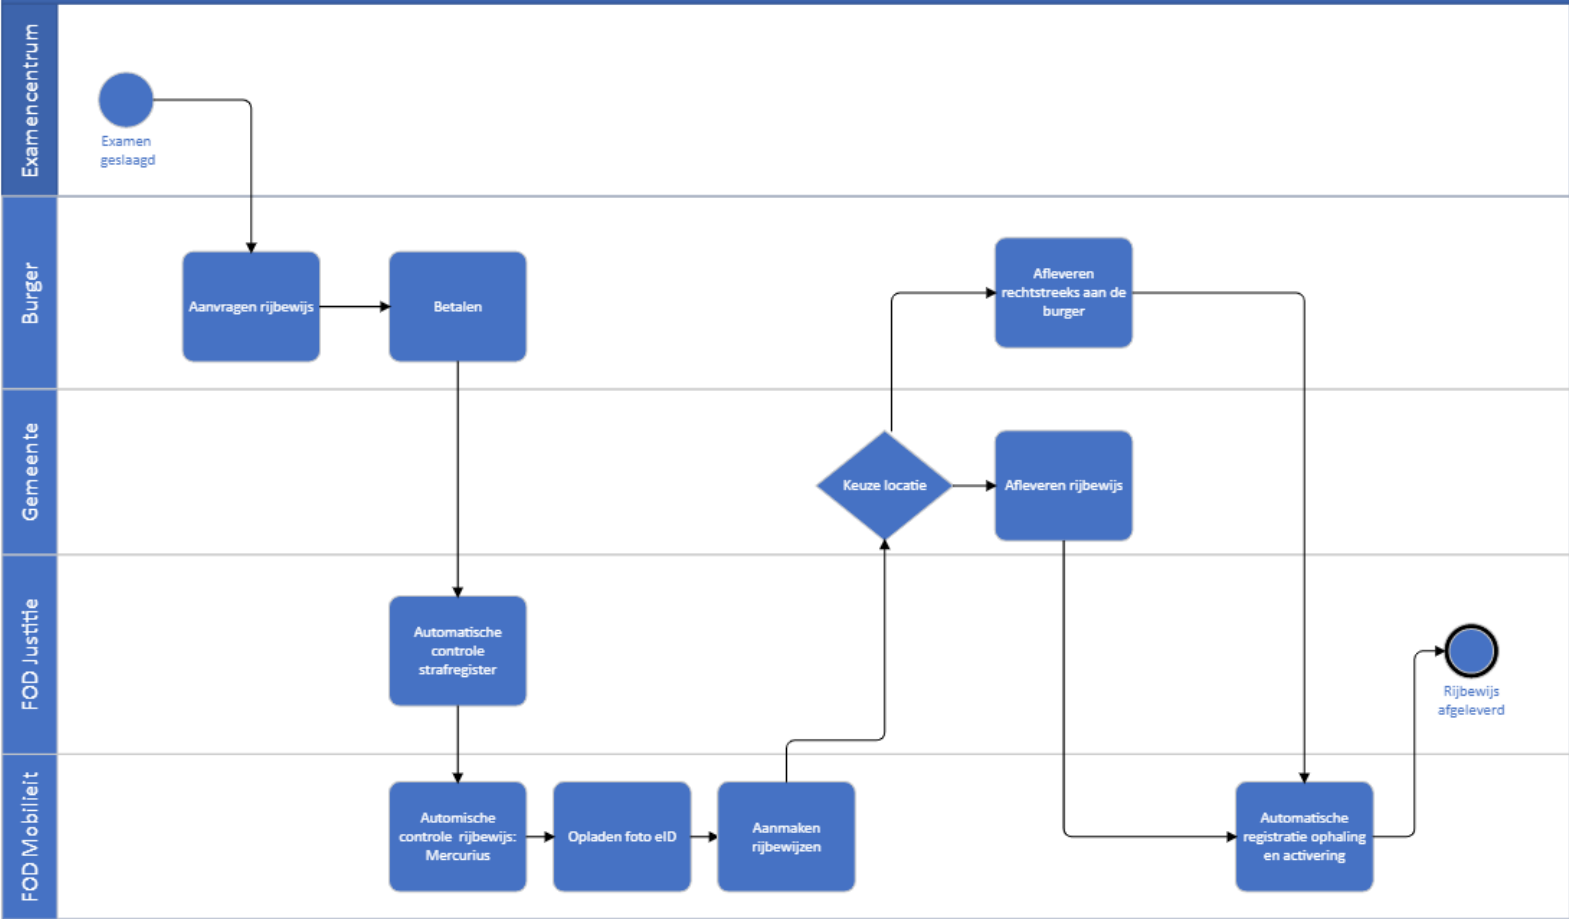 Examencentrum
Examen
geslaagd
Burger
Aanvragen rijbewijs
Betalen
Afleveren
rechtstreeks aan de
burger
Gemeente
Keuze locatie
Afleveren rijbewijs
FOD Justitie
Automatische
controle
strafregister
Rijbewijs
afgeleverd
FOD Mobilieit
Automische
controle rijbewijs:
Mercurius
Opladen foto eID
Aanmaken
rijbewijzen
Automatische
registratie ophaling
en activering